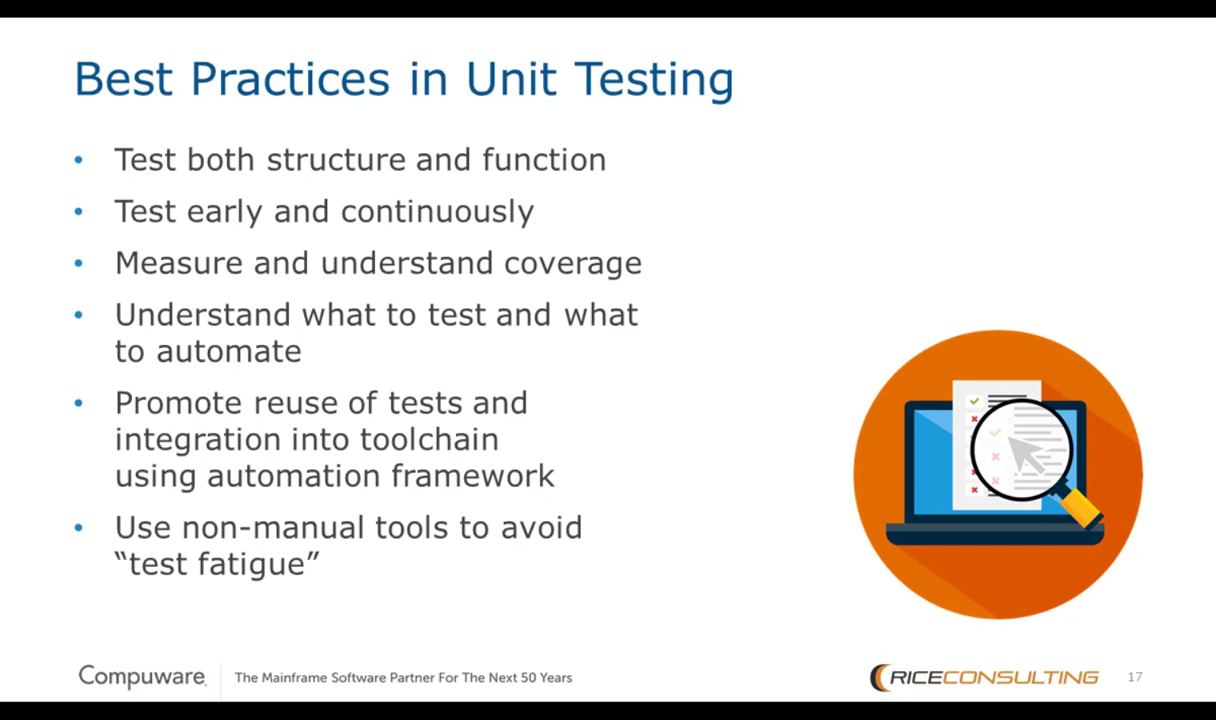 Best Practices in Unit Testing
• Test both structure and function
• Test early and continuously
• Measure and understand coverage
• Understand what to test and what
to automate
• Promote reuse of tests and
integration into toolchain
using automation framework
• Use non-manual tools to avoid
“test fatigue”
Compuware.
The Mainframe Software Partner For The Next 50 Years
RICECONSULTING
17